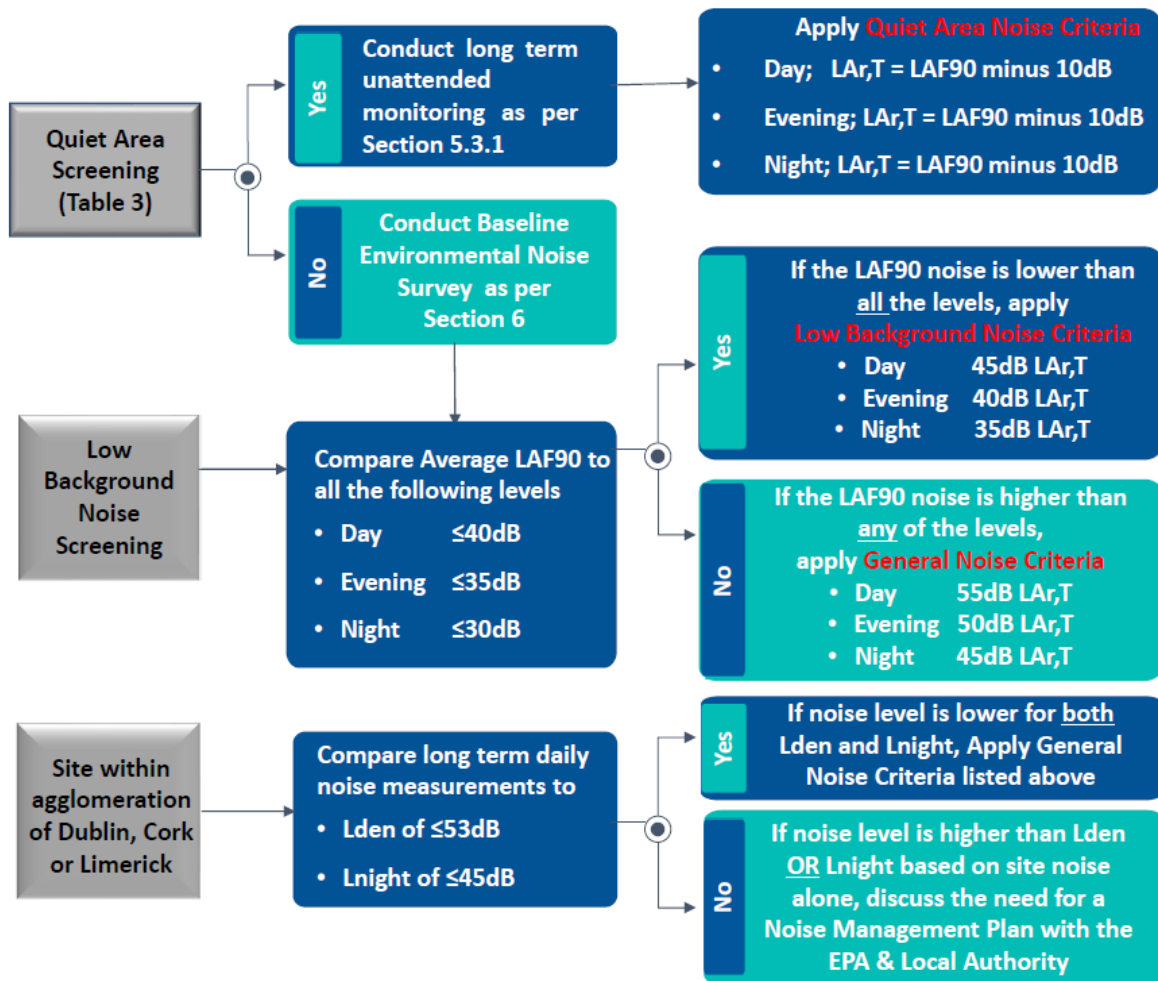 Quiet Area
Screening
(Table 3)
Yes
Conduct long term
unattended
monitoring as per
Section 5.3.1
Apply Quiet Area Noise Criteria
• Day; LAr,T = LAF90 minus 10dB
• Evening; LAr,T = LAF90 minus 10dB
• Night; LAr,T = LAF90 minus 10dB
No
Conduct Baseline
Environmental Noise
Survey as per
Section 6
Low
Background
Noise
Screening
Compare Average LAF90 to
all the following levels
• Day ≤40dB
• Evening ≤35dB
• Night ≤30dB
Yes
If the LAF90 noise is lower than
all the levels, apply
Low Background Noise Criteria
• Day 45dB LAr,T
• Evening 40dB LAr,T
• Night 35dB LAr,T
No
If the LAF90 noise is higher than
any of the levels,
apply General Noise Criteria
• Day 55dB LAr,T
• Evening 50dB LAr,T
• Night 45dB LAr,T
Site within
agglomeration
of Dublin, Cork
or Limerick
Compare long term daily
noise measurements to
• Lden of ≤53dB
• Lnight of ≤45dB
Yes
If noise level is lower for both
Lden and Lnight, Apply General
Noise Criteria listed above
No
If noise level is higher than Lden
OR Lnight based on site noise
alone, discuss the need for a
Noise Management Plan with the
EPA & Local Authority